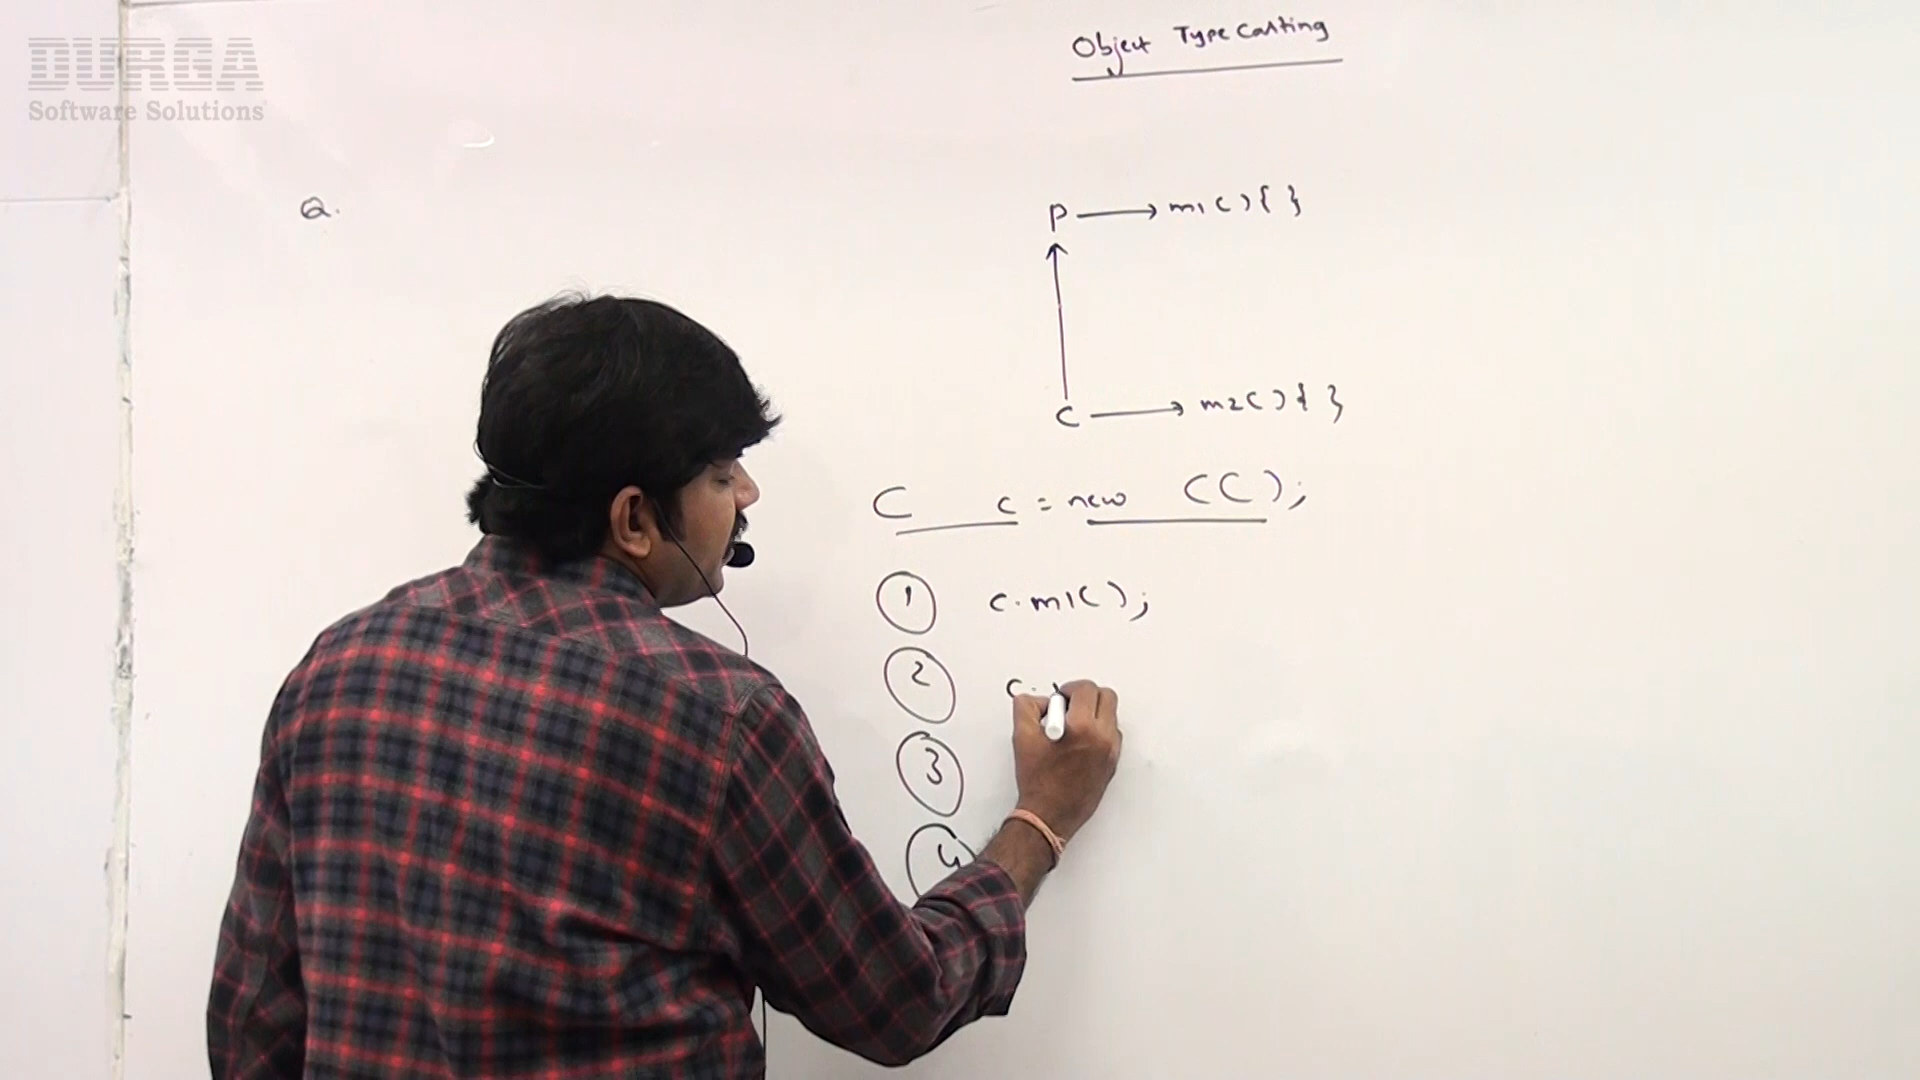 DURGA
Software Solutions
Object Type Casting
Q.
P → m1() { }
C → m2() { }
C c = new C();
1 c.m1();
2 c.
3
4